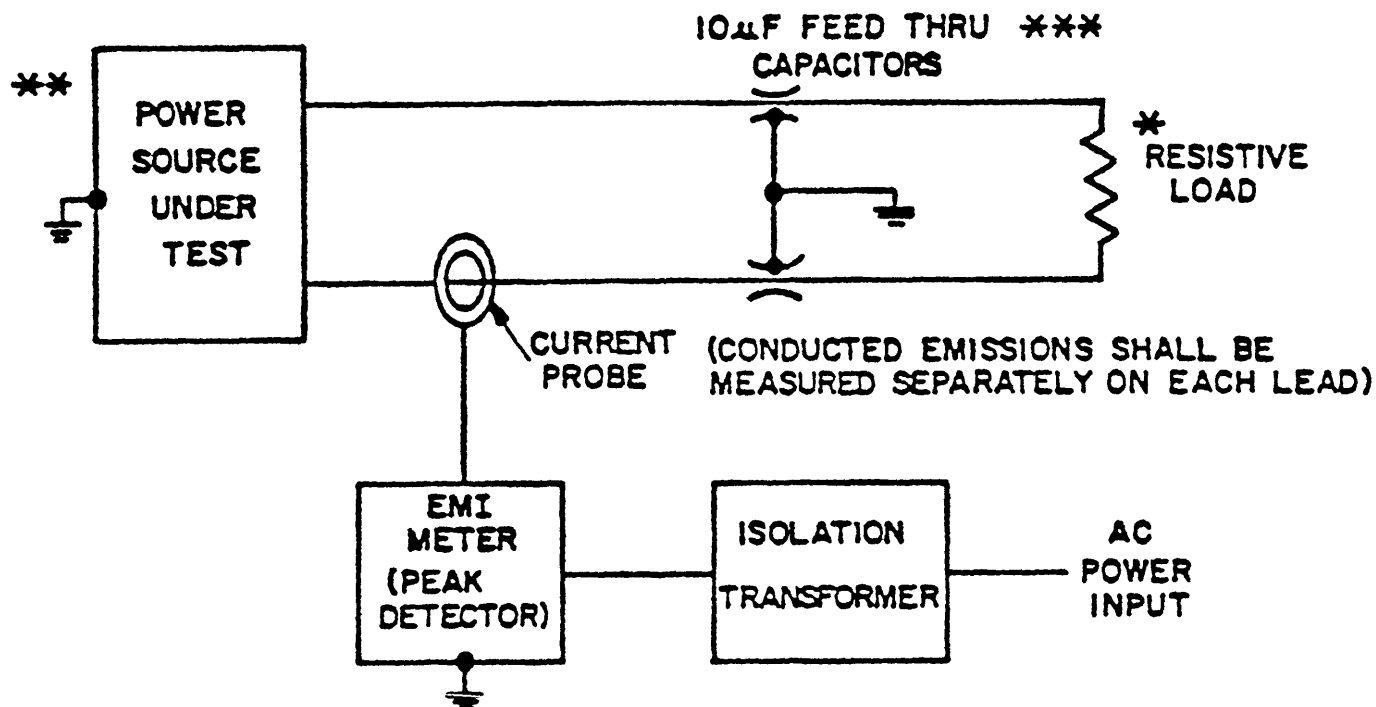 10µF FEED THRU ***
CAPACITORS
**
POWER
SOURCE
UNDER
TEST
*
RESISTIVE
LOAD
CURRENT
PROBE
(CONDUCTED EMISSIONS SHALL BE
MEASURED SEPARATELY ON EACH LEAD)
EMI
METER
(PEAK
DETECTOR)
ISOLATION
TRANSFORMER
AC
POWER
INPUT